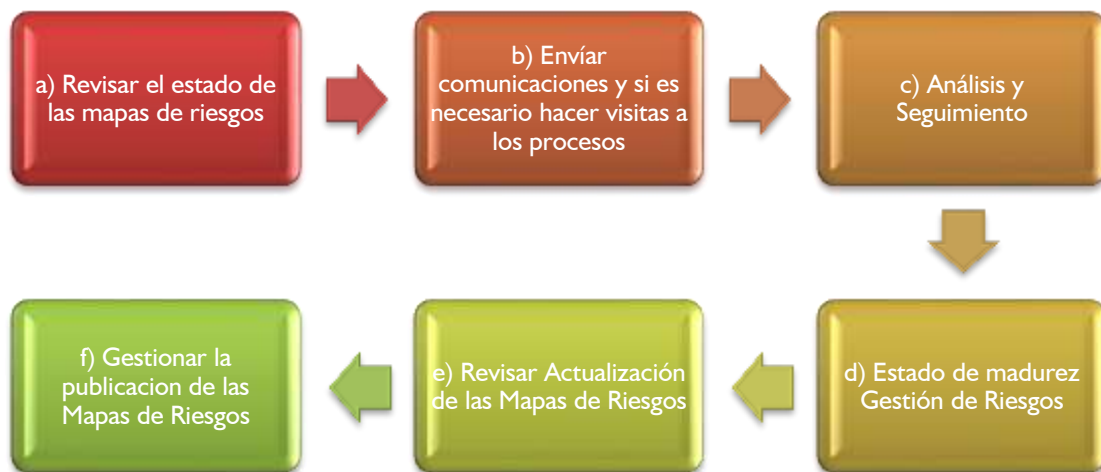 a) Revisar el estado de
las mapas de riesgos
b) Envíar
comunicaciones y si es
necesario hacer visitas a
los procesos
c) Análisis y
Seguimiento
d) Estado de madurez
Gestión de Riesgos
e) Revisar Actualización
de las Mapas de Riesgos
f) Gestionar la
publicacion de las
Mapas de Riesgos